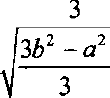 3
√((3b² − a²)/3)